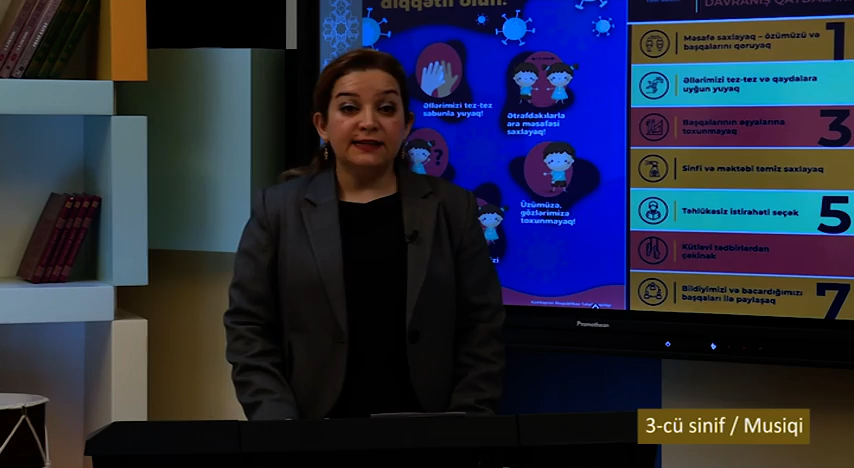 diqqətli olun!
Əllərimizi tez-tez
sabunla yuyaq!
Ətrafdakılarla
ara məsafəsi
saxlayaq!
Üzümüzə,
gözlərimizə
toxunmayaq!
DAVRANIŞ
Məsafə saxlayaq – özümüzü və
başqalarını qoruyaq
1
Əllərimizi tez-tez və qaydalara
uyğun yuyaq
Başqalarının əşyalarına
toxunmayaq
3
Sinfi və məktəbi təmiz saxlayaq
Təhlükəsiz istirahəti seçək
5
Kütləvi tədbirlərdən
çəkinək
Bildiyimizi və bacardığımızı
başqaları ilə paylaşaq
7
Promethean
3-cü sinif / Musiqi